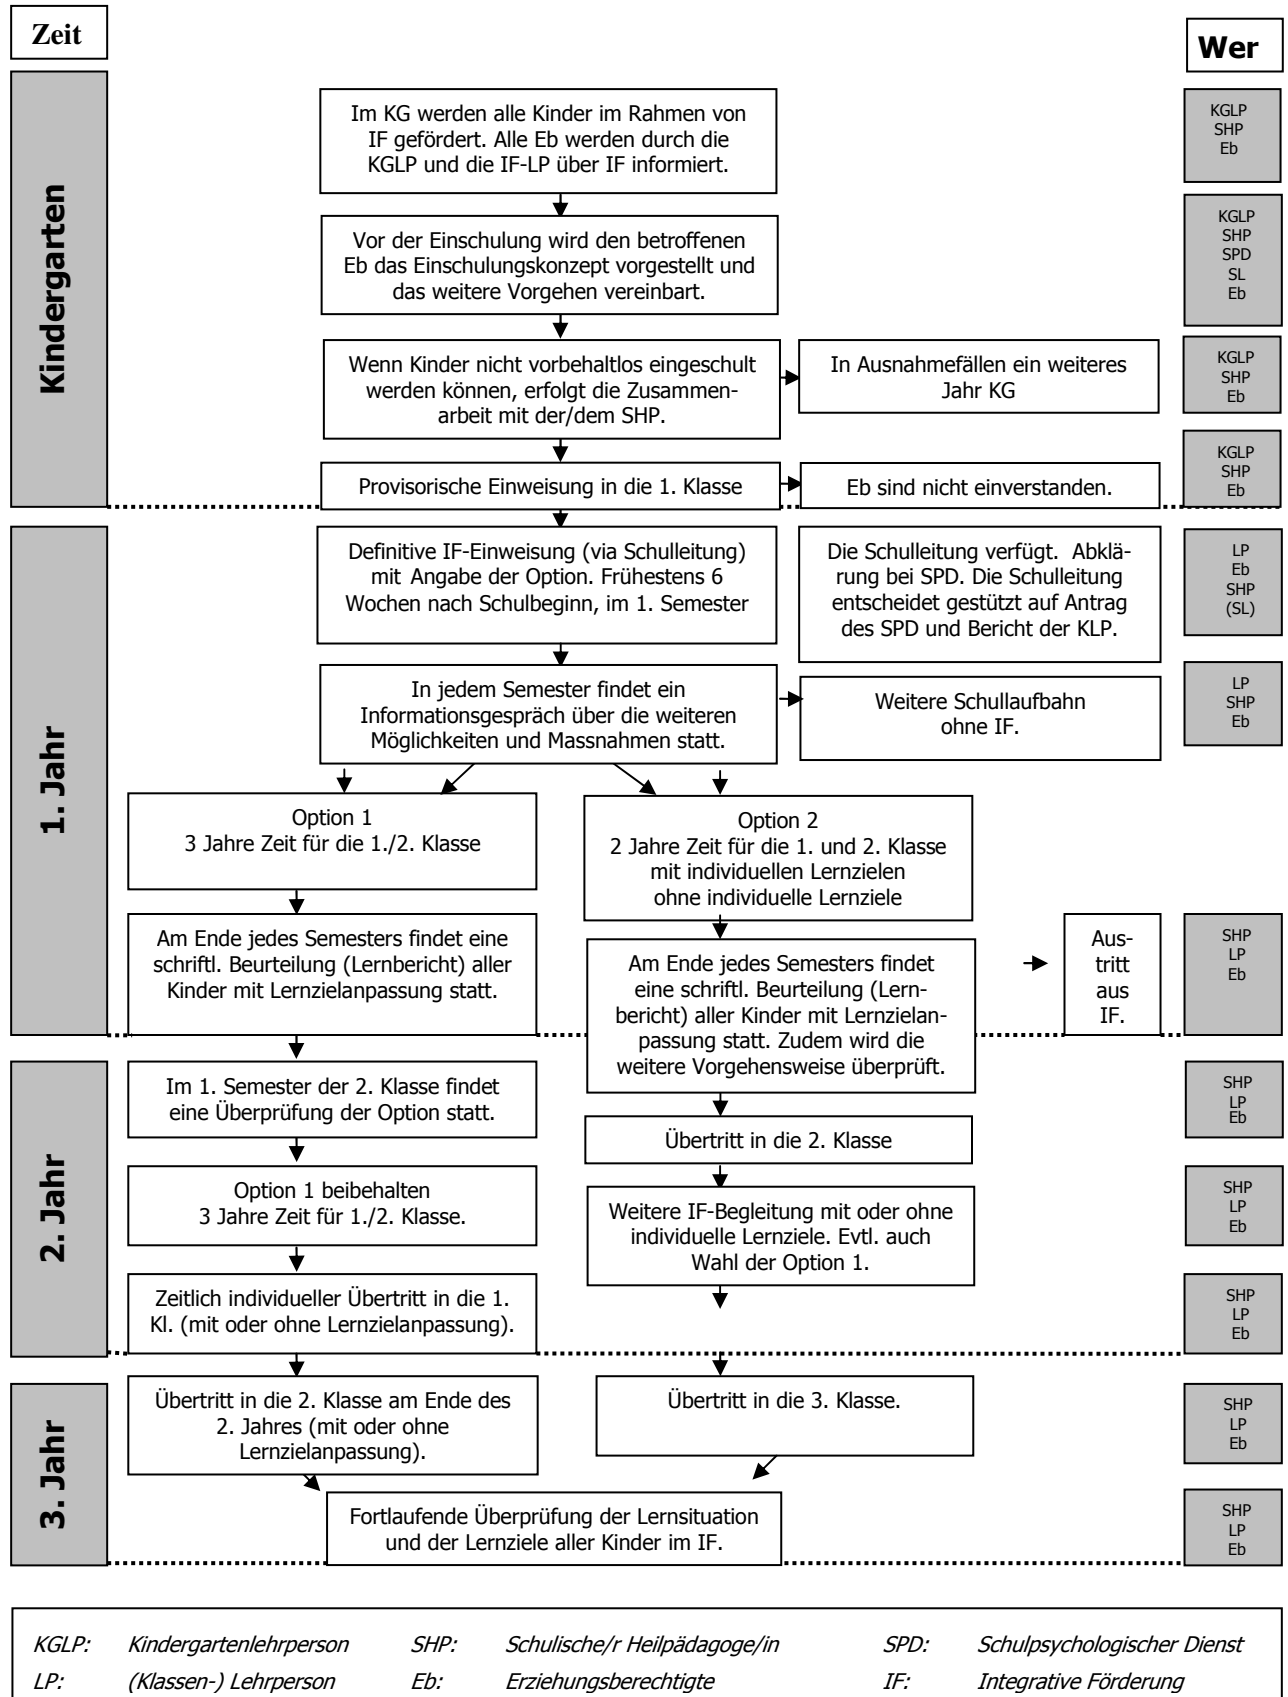 Zeit
Wer
Kindergarten
Im KG werden alle Kinder im Rahmen von
IF gefördert. Alle Eb werden durch die
KGLP und die IF-LP über IF informiert.
KGLP
SHP
Eb
Vor der Einschulung wird den betroffenen
Eb das Einschulungskonzept vorgestellt und
das weitere Vorgehen vereinbart.
KGLP
SHP
SPD
SL
Eb
Wenn Kinder nicht vorbehaltlos eingeschult
werden können, erfolgt die Zusammen-
arbeit mit der/dem SHP.
In Ausnahmefällen ein weiteres
Jahr KG
KGLP
SHP
Eb
Provisorische Einweisung in die 1. Klasse
Eb sind nicht einverstanden.
KGLP
SHP
Eb
1. Jahr
Definitive IF-Einweisung (via Schulleitung)
mit Angabe der Option. Frühestens 6
Wochen nach Schulbeginn, im 1. Semester
Die Schulleitung verfügt. Abklä-
rung bei SPD. Die Schulleitung
entscheidet gestützt auf Antrag
des SPD und Bericht der KLP.
LP
Eb
SHP
(SL)
In jedem Semester findet ein
Informationsgespräch über die weiteren
Möglichkeiten und Massnahmen statt.
Weitere Schullaufbahn
ohne IF.
LP
SHP
Eb
Option 1
3 Jahre Zeit für die 1./2. Klasse
Option 2
2 Jahre Zeit für die 1. und 2. Klasse
mit individuellen Lernzielen
ohne individuelle Lernziele
Am Ende jedes Semesters findet eine
schriftl. Beurteilung (Lernbericht) aller
Kinder mit Lernzielanpassung statt.
Am Ende jedes Semesters findet
eine schriftl. Beurteilung (Lern-
bericht) aller Kinder mit Lernzielan-
passung statt. Zudem wird die
weitere Vorgehensweise überprüft.
Aus-
tritt
aus
IF.
SHP
LP
Eb
2. Jahr
Im 1. Semester der 2. Klasse findet
eine Überprüfung der Option statt.
Übertritt in die 2. Klasse
SHP
LP
Eb
Option 1 beibehalten
3 Jahre Zeit für 1./2. Klasse.
Weitere IF-Begleitung mit oder ohne
individuelle Lernziele. Evtl. auch
Wahl der Option 1.
SHP
LP
Eb
Zeitlich individueller Übertritt in die 1.
Kl. (mit oder ohne Lernzielanpassung).
SHP
LP
Eb
3. Jahr
Übertritt in die 2. Klasse am Ende des
2. Jahres (mit oder ohne
Lernzielanpassung).
Übertritt in die 3. Klasse.
SHP
LP
Eb
Fortlaufende Überprüfung der Lernsituation
und der Lernziele aller Kinder im IF.
SHP
LP
Eb
KGLP: Kindergartenlehrperson SHP: Schulische/r Heilpädagoge/in SPD: Schulpsychologischer Dienst
LP: (Klassen-) Lehrperson Eb: Erziehungsberechtigte IF: Integrative Förderung